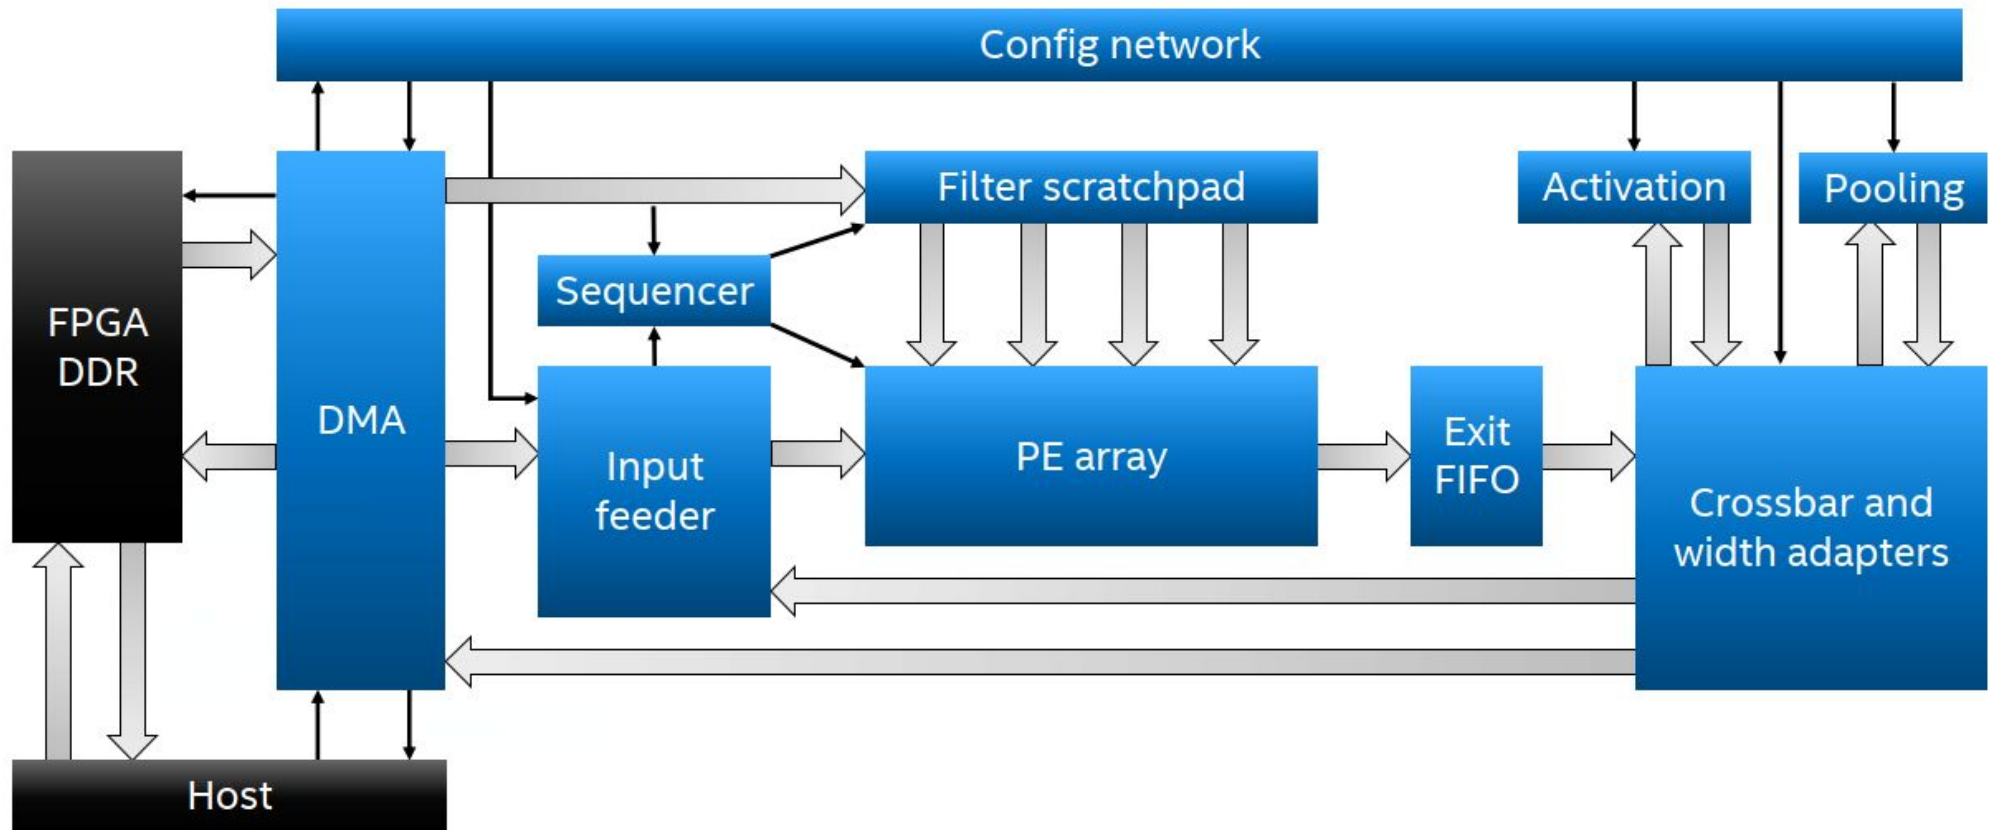 Config network
Filter scratchpad
Activation
Pooling
Sequencer
FPGA
DDR
DMA
Input
feeder
PE array
Exit
FIFO
Crossbar and
width adapters
Host